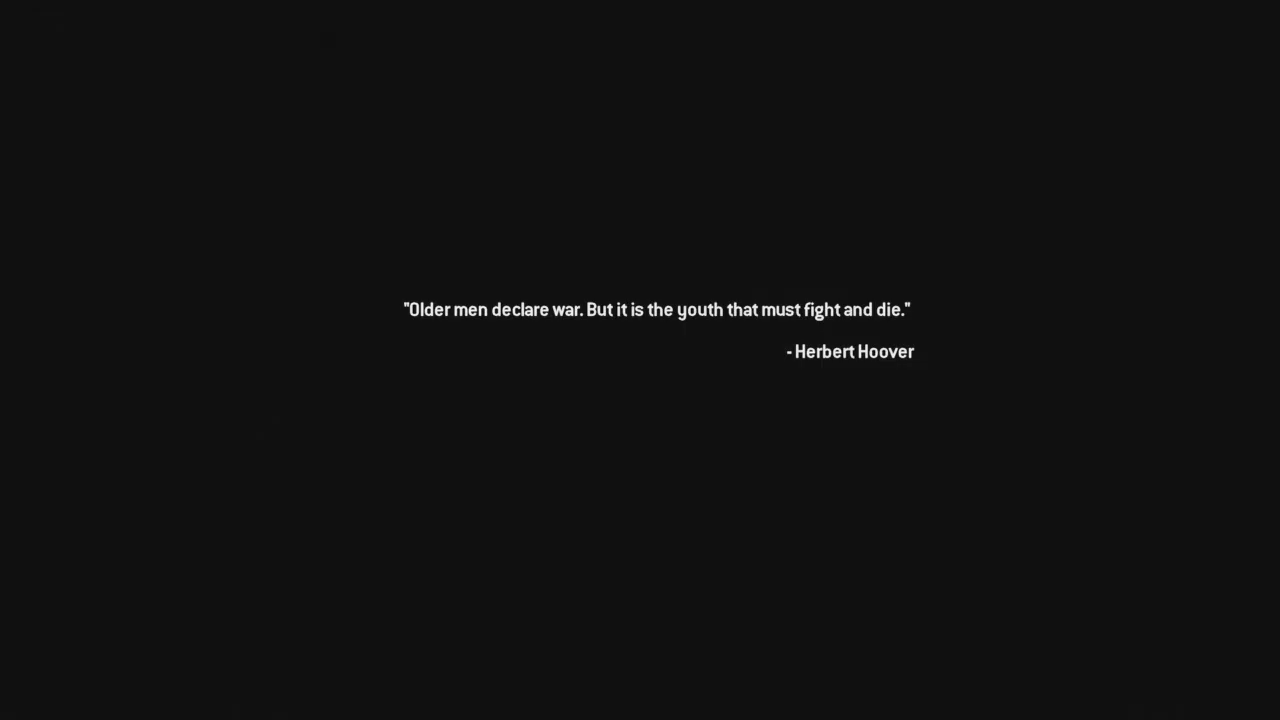 "Older men declare war. But it is the youth that must fight and die."
- Herbert Hoover